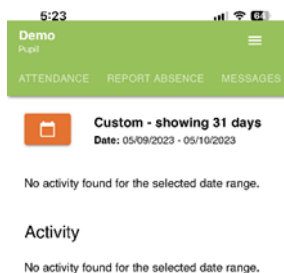 5:23
64
Demo
Pupil
ATTENDANCE REPORT ABSENCE MESSAGES
Custom - showing 31 days
Date: 05/09/2023 - 05/10/2023
No activity found for the selected date range.
Activity
No activity found for the selected date range.